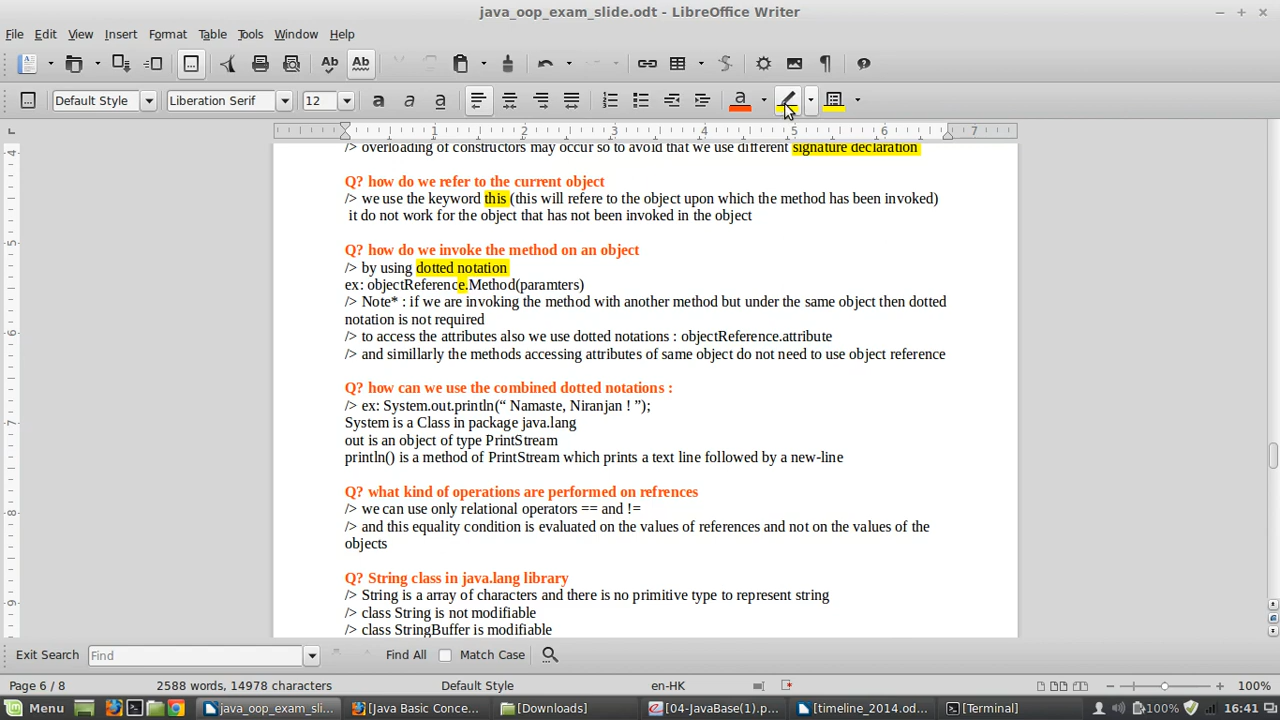 java_oop_exam_slide.odt - LibreOffice Writer
File Edit View Insert Format Table Tools Window Help
Default Style Liberation Serif 12
1 2 3 4 5 6 7
/> overloading of constructors may occur so to avoid that we use different signature declaration
Q? how do we refer to the current object
/> we use the keyword this (this will refere to the object upon which the method has been invoked)
it do not work for the object that has not been invoked in the object
Q? how do we invoke the method on an object
/> by using dotted notation
ex: objectReference.Method(paramters)
/> Note* : if we are invoking the method with another method but under the same object then dotted
notation is not required
/> to access the attributes also we use dotted notations : objectReference.attribute
/> and simillarly the methods accessing attributes of same object do not need to use object reference
Q? how can we use the combined dotted notations :
/> ex: System.out.println(“ Namaste, Niranjan ! ”);
System is a Class in package java.lang
out is an object of type PrintStream
println() is a method of PrintStream which prints a text line followed by a new-line
Q? what kind of operations are performed on refrences
/> we can use only relational operators == and !=
/> and this equality condition is evaluated on the values of references and not on the values of the
objects
Q? String class in java.lang library
/> String is a array of characters and there is no primitive type to represent string
/> class String is not modifiable
/> class StringBuffer is modifiable
4
5
6
7
8
9
Exit Search Find Find All Match Case
Page 6 / 8 2588 words, 14978 characters Default Style en-HK 100%
Menu java_oop_exam_sli... [Java Basic Conce... [Downloads] [04-JavaBase(1).p... [timeline_2014.od... [Terminal] 100% 16:41